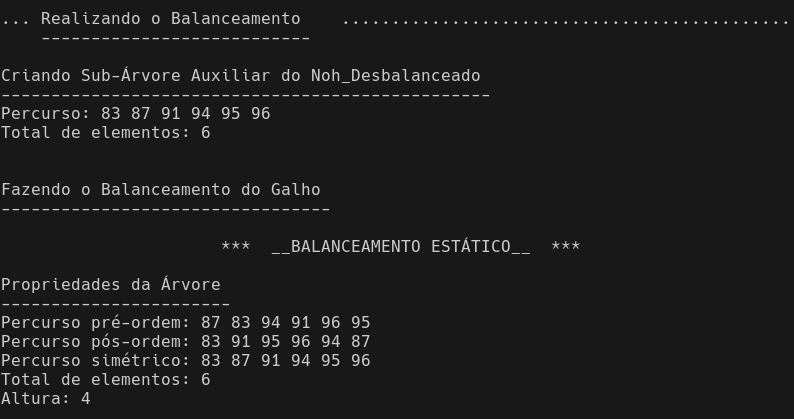 ... Realizando o Balanceamento    .............................................
    ---------------------------
Criando Sub-Árvore Auxiliar do Noh_Desbalanceado
-------------------------------------------------
Percurso: 83 87 91 94 95 96
Total de elementos: 6
Fazendo o Balanceamento do Galho
---------------------------------
                      ***  __BALANCEAMENTO ESTÁTICO__  ***
Propriedades da Árvore
-----------------------
Percurso pré-ordem: 87 83 94 91 96 95
Percurso pós-ordem: 83 91 95 96 94 87
Percurso simétrico: 83 87 91 94 95 96
Total de elementos: 6
Altura: 4